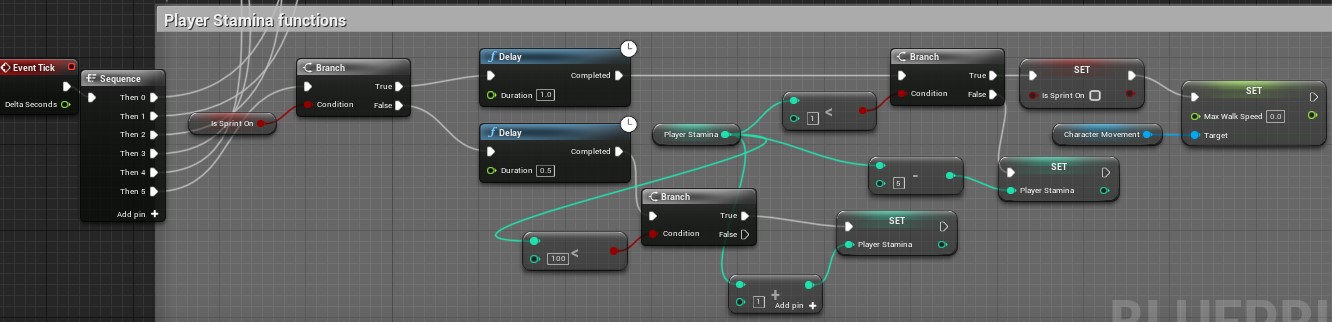 Player Stamina functions
Event Tick
Delta Seconds
Sequence
Then 0
Then 1
Then 2
Then 3
Then 4
Then 5
Add pin +
Is Sprint On
Branch
True
Condition
False
Delay
Completed
Duration 1.0
Delay
Completed
Duration 0.5
Player Stamina
1 <
Branch
True
Condition
False
SET
Is Sprint On
SET
Max Walk Speed 0.0
Target
Character Movement
5 -
SET
Player Stamina
Branch
True
Condition
False
100 <
SET
Player Stamina
1 +
Add pin +